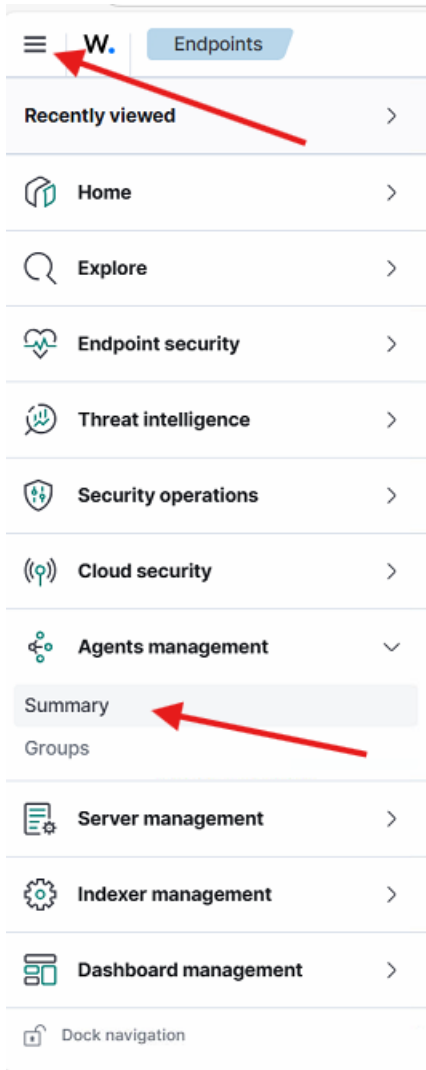 W.
Endpoints
Recently viewed
Home
Explore
Endpoint security
Threat intelligence
Security operations
Cloud security
Agents management
Summary
Groups
Server management
Indexer management
Dashboard management
Dock navigation